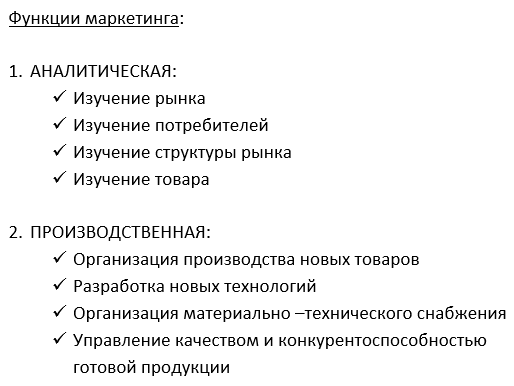 Функции маркетинга:
1. АНАЛИТИЧЕСКАЯ:
✓ Изучение рынка
✓ Изучение потребителей
✓ Изучение структуры рынка
✓ Изучение товара
2. ПРОИЗВОДСТВЕННАЯ:
✓ Организация производства новых товаров
✓ Разработка новых технологий
✓ Организация материально –технического снабжения
✓ Управление качеством и конкурентоспособностью
готовой продукции